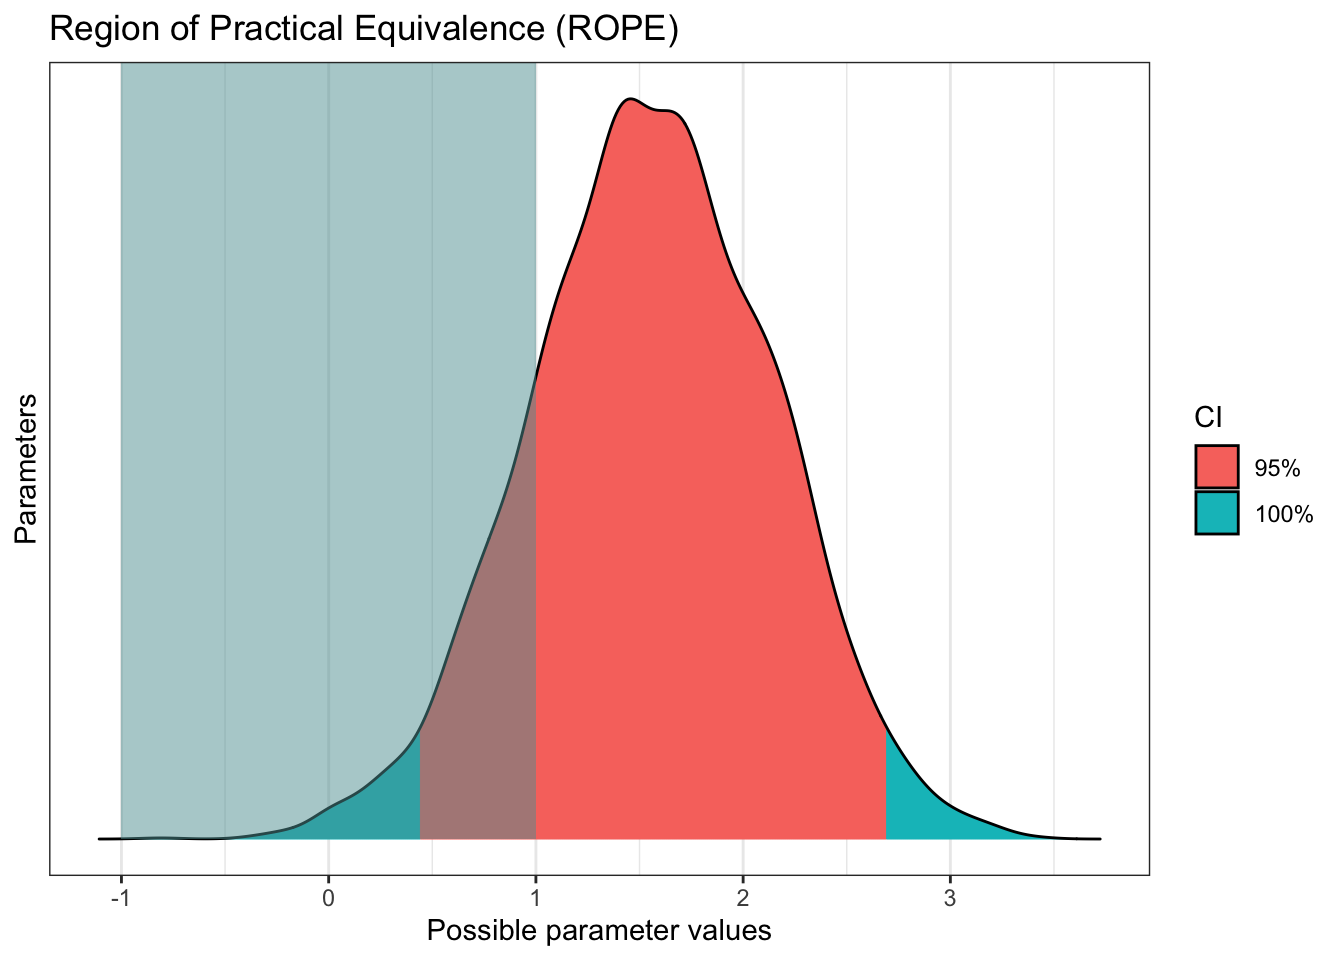 Region of Practical Equivalence (ROPE)
Parameters
-1 0 1 2 3
Possible parameter values
CI
95%
100%